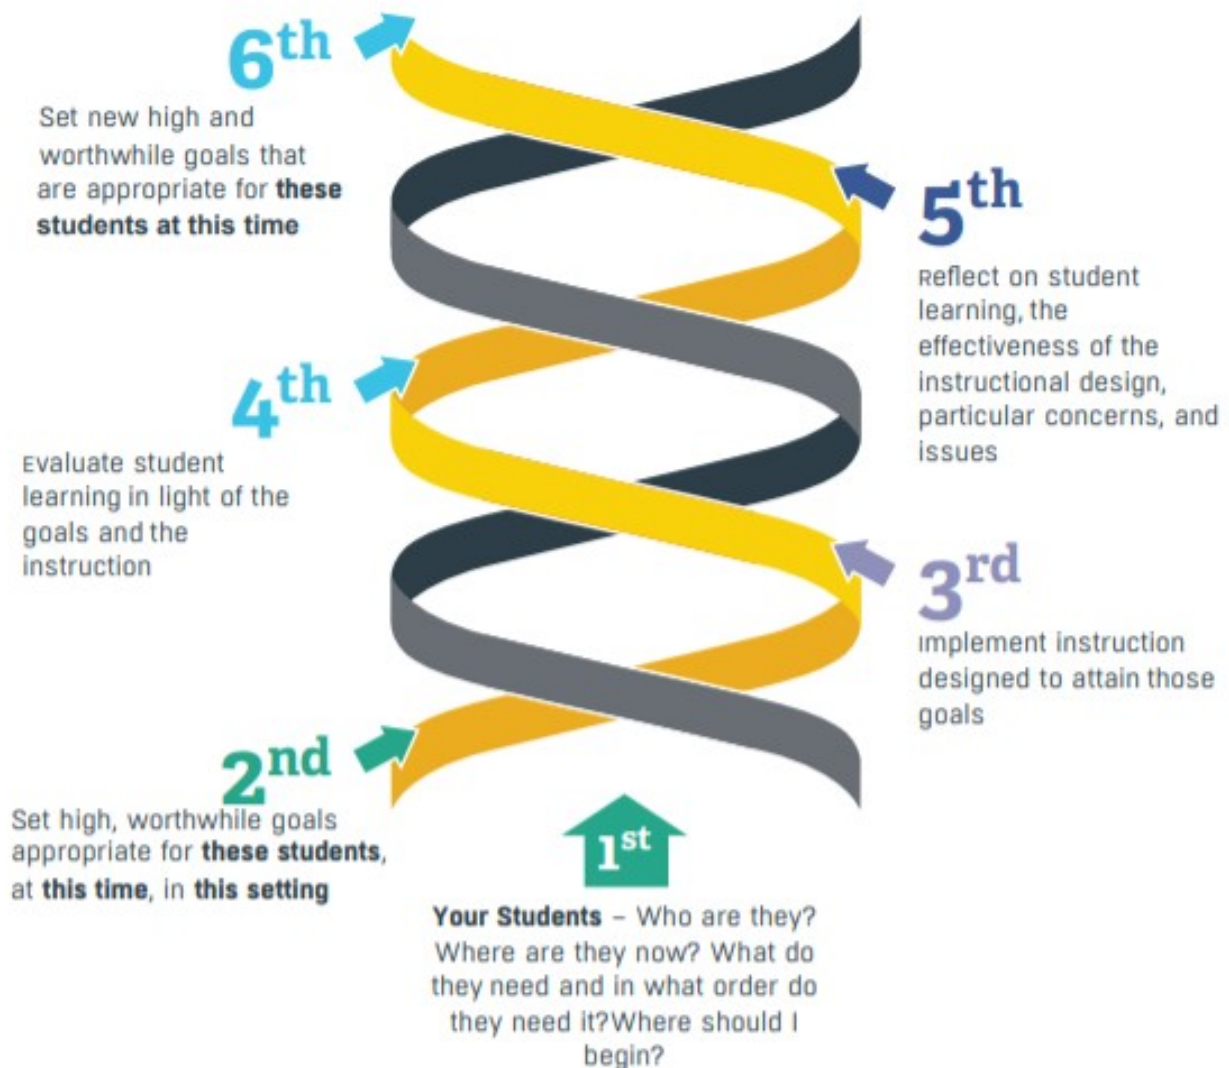 6th
Set new high and
worthwhile goals that
are appropriate for these
students at this time
5th
Reflect on student
learning, the
effectiveness of the
instructional design,
particular concerns, and
issues
4th
Evaluate student
learning in light of the
goals and the
instruction
3rd
Implement instruction
designed to attain those
goals
2nd
Set high, worthwhile goals
appropriate for these students,
at this time, in this setting
1st
Your Students – Who are they?
Where are they now? What do
they need and in what order do
they need it?Where should I
begin?